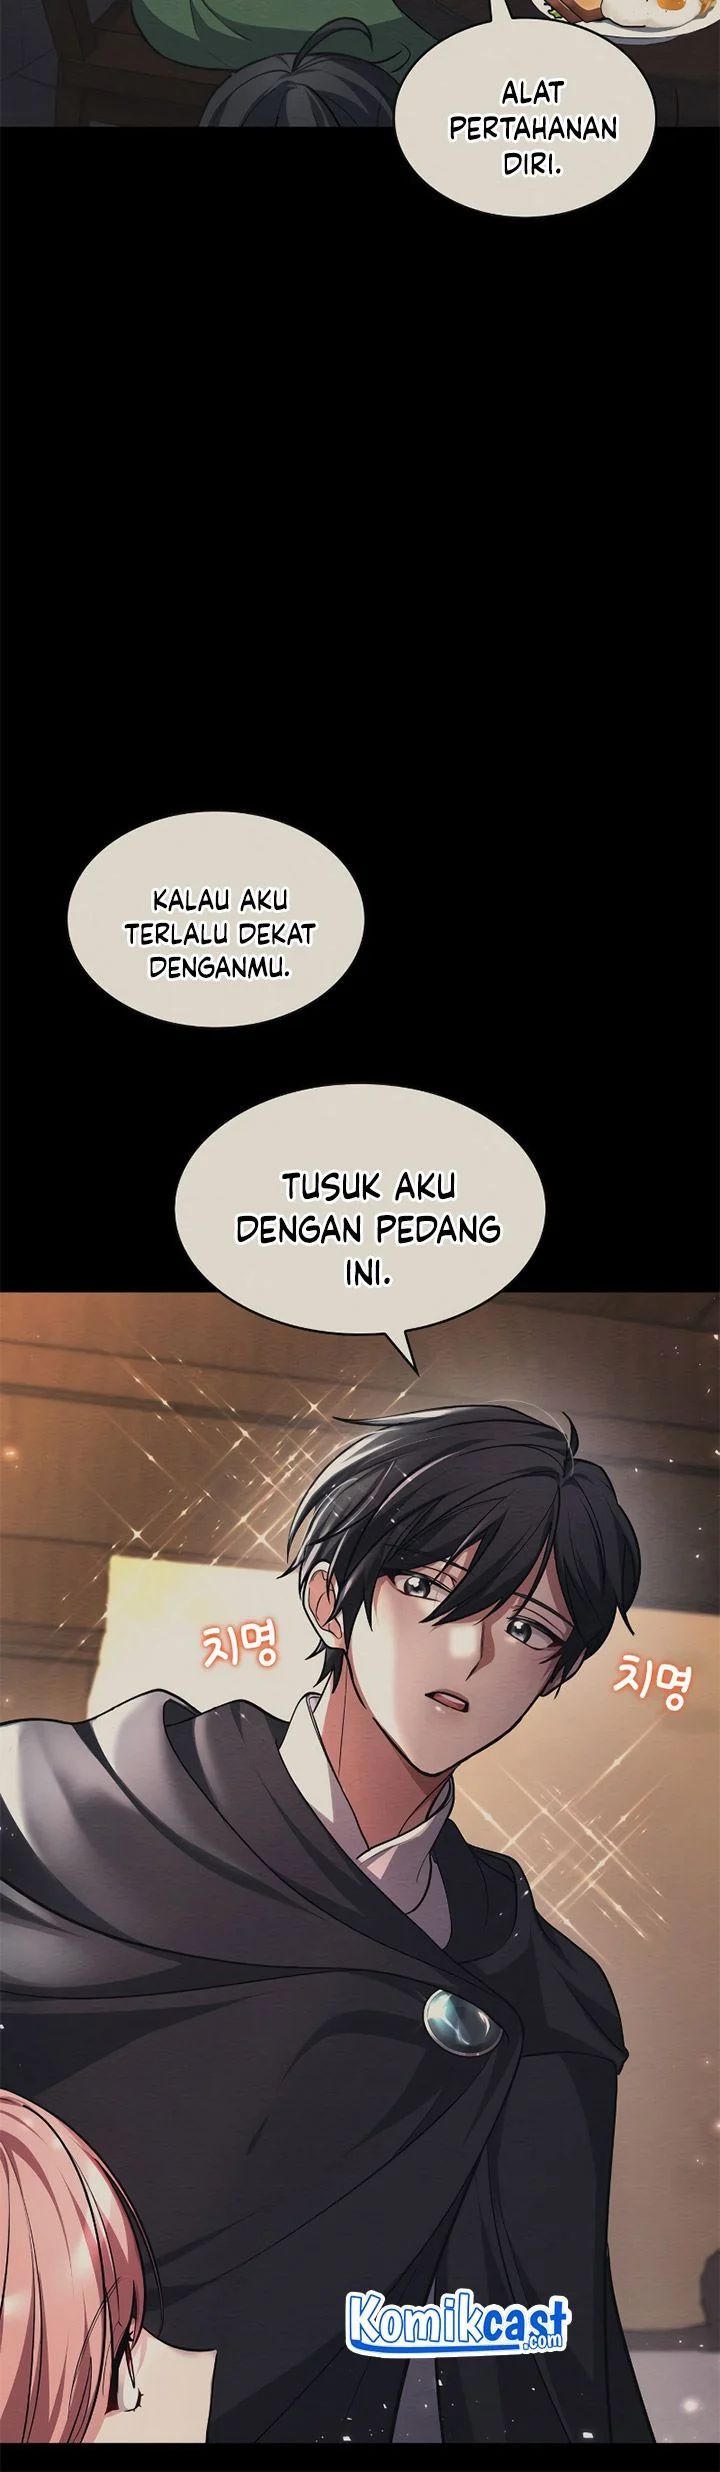 ALAT
PERTAHANAN
DIRI.
KALAU AKU
TERLALU DEKAT
DENGANMU.
TUSUK AKU
DENGAN PEDANG
INI.
치명
치명
Komikcast
.com